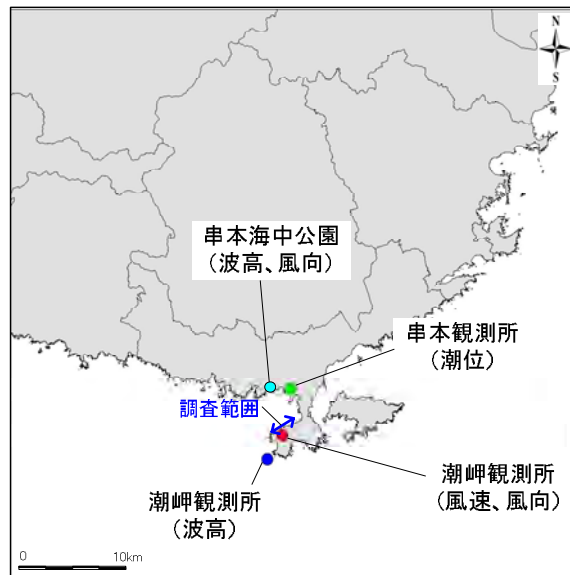 N
S
串本海中公園
（波高、風向）
串本観測所
（潮位）
調査範囲
潮岬観測所
（風速、風向）
潮岬観測所
（波高）
0 10km